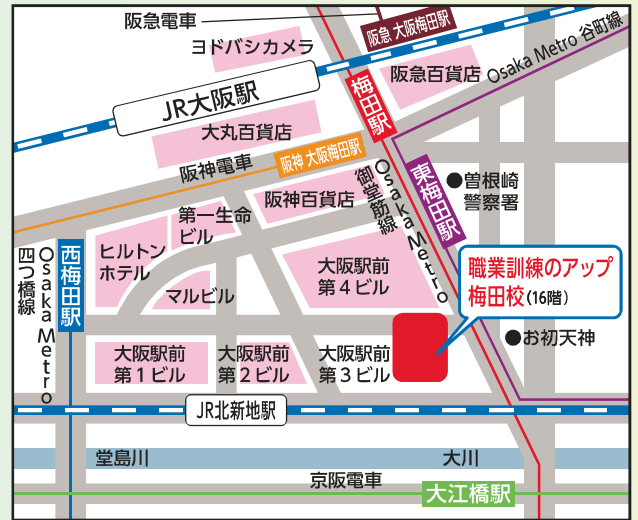 阪急電車
阪急 大阪梅田駅
ヨドバシカメラ
JR大阪駅
梅田駅
阪急百貨店
Osaka Metro 谷町線
大丸百貨店
阪神電車
阪神 大阪梅田駅
東梅田駅
曽根崎
警察署
阪神百貨店
御堂筋線
Osaka Metro
第一生命
ビル
ヒルトン
ホテル
マルビル
西梅田駅
Osaka Metro
四つ橋線
大阪駅前
第4ビル
職業訓練のアップ
梅田校(16階)
お初天神
大阪駅前
第1ビル
大阪駅前
第2ビル
大阪駅前
第3ビル
JR北新地駅
堂島川
大川
京阪電車
大江橋駅